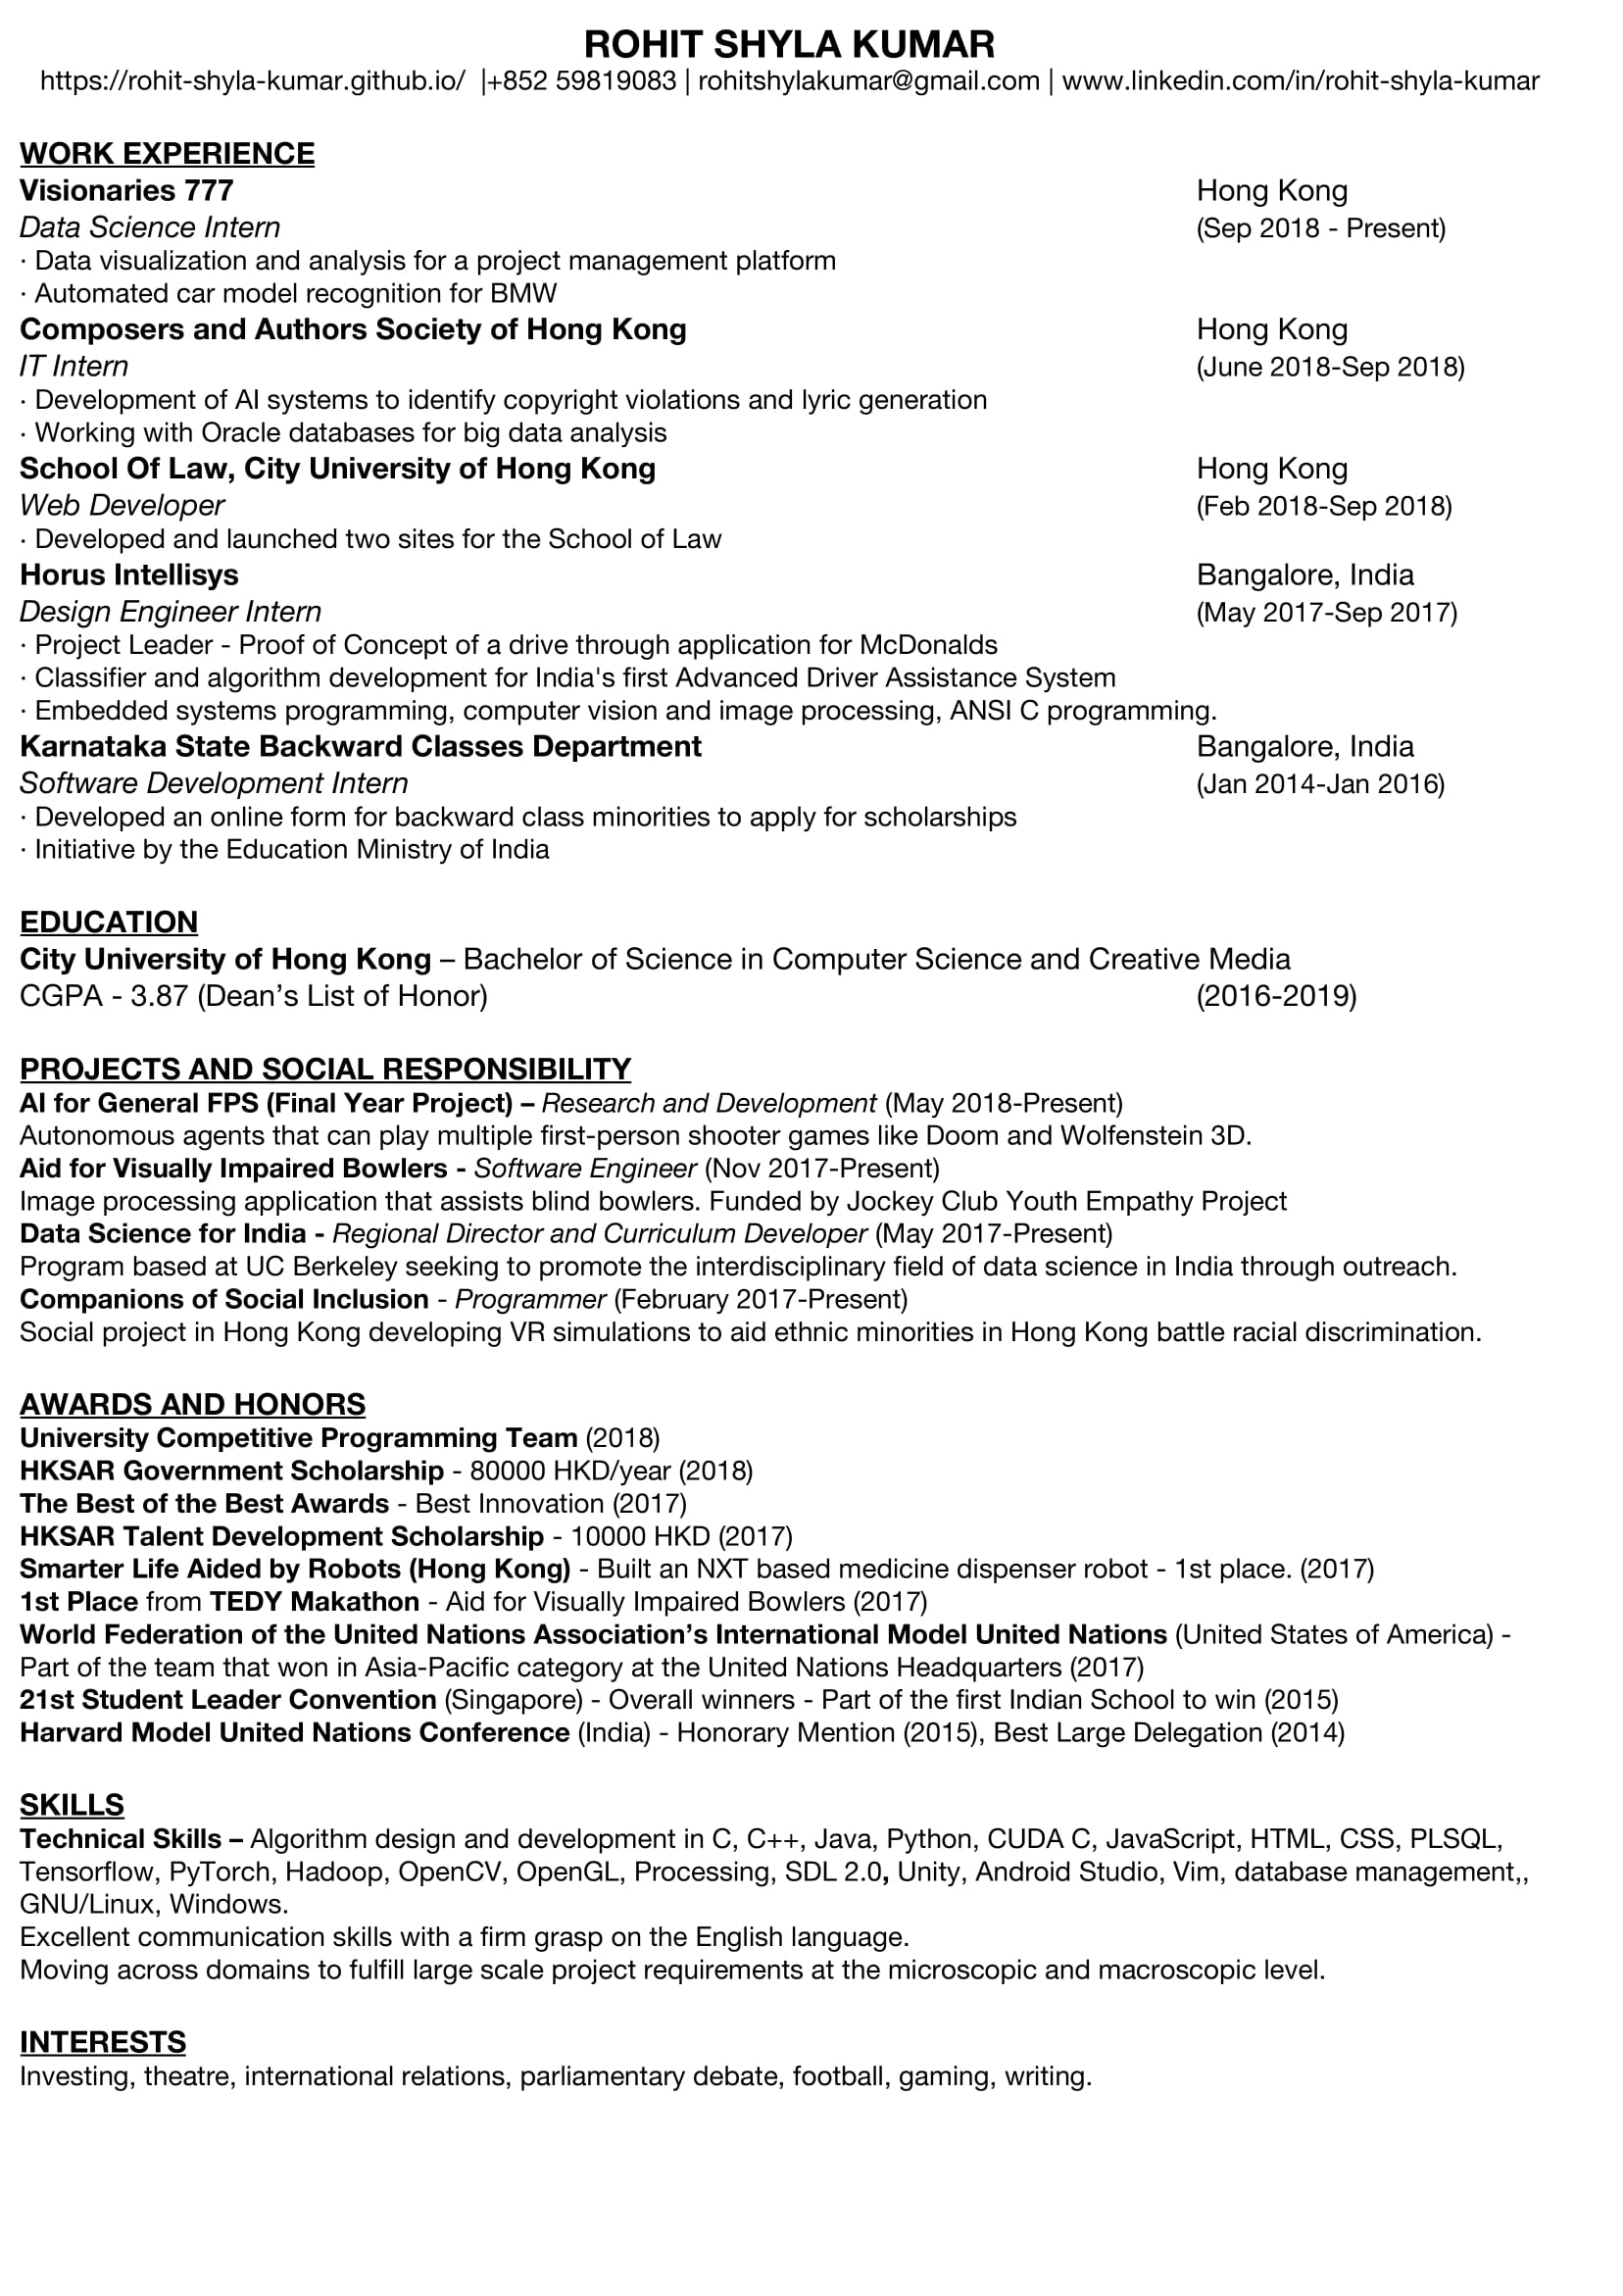 ROHIT SHYLA KUMAR
https://rohit-shyla-kumar.github.io/ |+852 59819083 | rohitshylakumar@gmail.com | www.linkedin.com/in/rohit-shyla-kumar
WORK EXPERIENCE
Visionaries 777 Hong Kong
Data Science Intern (Sep 2018 - Present)
· Data visualization and analysis for a project management platform
· Automated car model recognition for BMW
Composers and Authors Society of Hong Kong Hong Kong
IT Intern (June 2018-Sep 2018)
· Development of AI systems to identify copyright violations and lyric generation
· Working with Oracle databases for big data analysis
School Of Law, City University of Hong Kong Hong Kong
Web Developer (Feb 2018-Sep 2018)
· Developed and launched two sites for the School of Law
Horus Intellisys Bangalore, India
Design Engineer Intern (May 2017-Sep 2017)
· Project Leader - Proof of Concept of a drive through application for McDonalds
· Classifier and algorithm development for India's first Advanced Driver Assistance System
· Embedded systems programming, computer vision and image processing, ANSI C programming.
Karnataka State Backward Classes Department Bangalore, India
Software Development Intern (Jan 2014-Jan 2016)
· Developed an online form for backward class minorities to apply for scholarships
· Initiative by the Education Ministry of India
EDUCATION
City University of Hong Kong – Bachelor of Science in Computer Science and Creative Media
CGPA - 3.87 (Dean’s List of Honor) (2016-2019)
PROJECTS AND SOCIAL RESPONSIBILITY
AI for General FPS (Final Year Project) – Research and Development (May 2018-Present)
Autonomous agents that can play multiple first-person shooter games like Doom and Wolfenstein 3D.
Aid for Visually Impaired Bowlers - Software Engineer (Nov 2017-Present)
Image processing application that assists blind bowlers. Funded by Jockey Club Youth Empathy Project
Data Science for India - Regional Director and Curriculum Developer (May 2017-Present)
Program based at UC Berkeley seeking to promote the interdisciplinary field of data science in India through outreach.
Companions of Social Inclusion - Programmer (February 2017-Present)
Social project in Hong Kong developing VR simulations to aid ethnic minorities in Hong Kong battle racial discrimination.
AWARDS AND HONORS
University Competitive Programming Team (2018)
HKSAR Government Scholarship - 80000 HKD/year (2018)
The Best of the Best Awards - Best Innovation (2017)
HKSAR Talent Development Scholarship - 10000 HKD (2017)
Smarter Life Aided by Robots (Hong Kong) - Built an NXT based medicine dispenser robot - 1st place. (2017)
1st Place from TEDY Makathon - Aid for Visually Impaired Bowlers (2017)
World Federation of the United Nations Association’s International Model United Nations (United States of America) -
Part of the team that won in Asia-Pacific category at the United Nations Headquarters (2017)
21st Student Leader Convention (Singapore) - Overall winners - Part of the first Indian School to win (2015)
Harvard Model United Nations Conference (India) - Honorary Mention (2015), Best Large Delegation (2014)
SKILLS
Technical Skills – Algorithm design and development in C, C++, Java, Python, CUDA C, JavaScript, HTML, CSS, PLSQL,
Tensorflow, PyTorch, Hadoop, OpenCV, OpenGL, Processing, SDL 2.0, Unity, Android Studio, Vim, database management,,
GNU/Linux, Windows.
Excellent communication skills with a firm grasp on the English language.
Moving across domains to fulfill large scale project requirements at the microscopic and macroscopic level.
INTERESTS
Investing, theatre, international relations, parliamentary debate, football, gaming, writing.